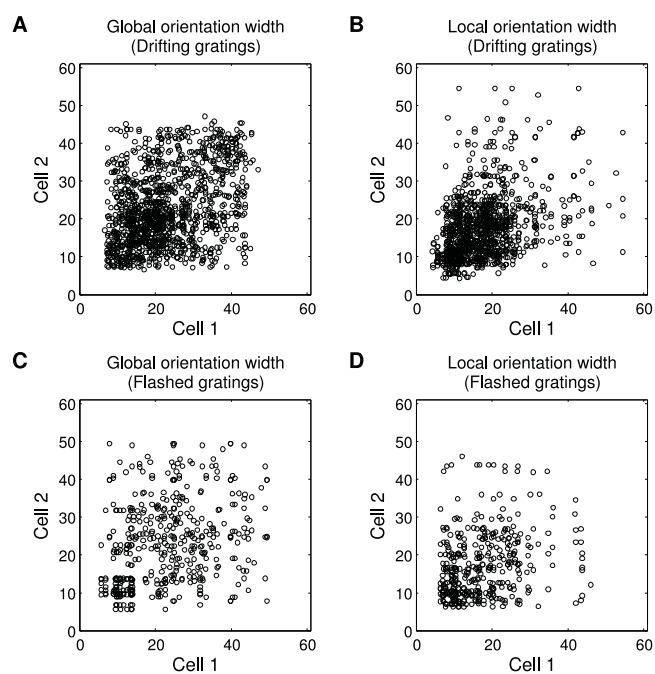 A
Global orientation width
(Drifting gratings)
60
50
40
30
20
10
0
Cell 2
0 20 40 60
Cell 1
B
Local orientation width
(Drifting gratings)
60
50
40
30
20
10
0
Cell 2
0 20 40 60
Cell 1
C
Global orientation width
(Flashed gratings)
60
50
40
30
20
10
0
Cell 2
0 20 40 60
Cell 1
D
Local orientation width
(Flashed gratings)
60
50
40
30
20
10
0
Cell 2
0 20 40 60
Cell 1